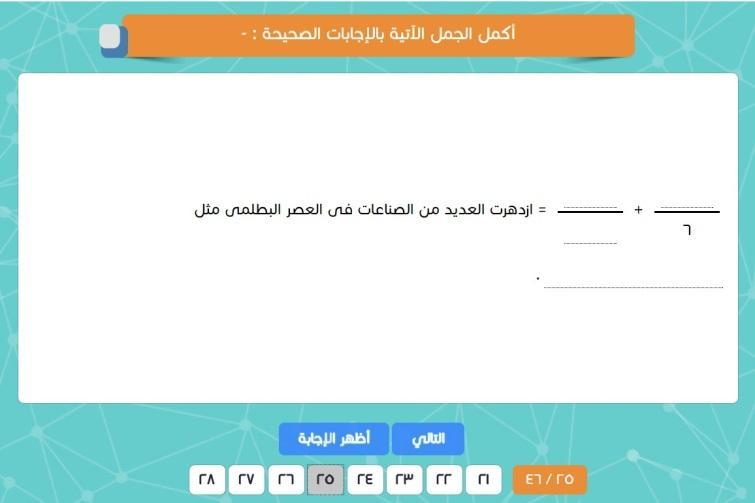 أكمل الجمل الآتية بالإجابات الصحيحة : -
+ = ازدهرت العديد من الصناعات فى العصر البطلمى مثل
٦
.
التالي أظهر الإجابة
٤٦ / ٢٥ ٢١ ٢٢ ٢٣ ٢٤ ٢٥ ٢٦ ٢٧ ٢٨